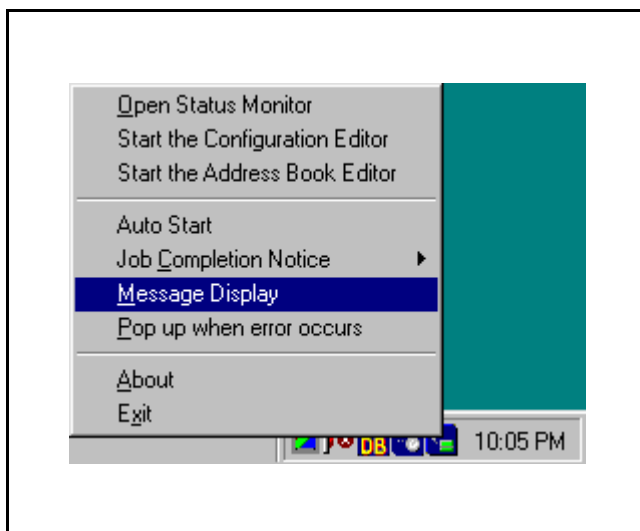 Open Status Monitor
Start the Configuration Editor
Start the Address Book Editor
Auto Start
Job Completion Notice
Message Display
Pop up when error occurs
About
Exit
DB 10:05 PM